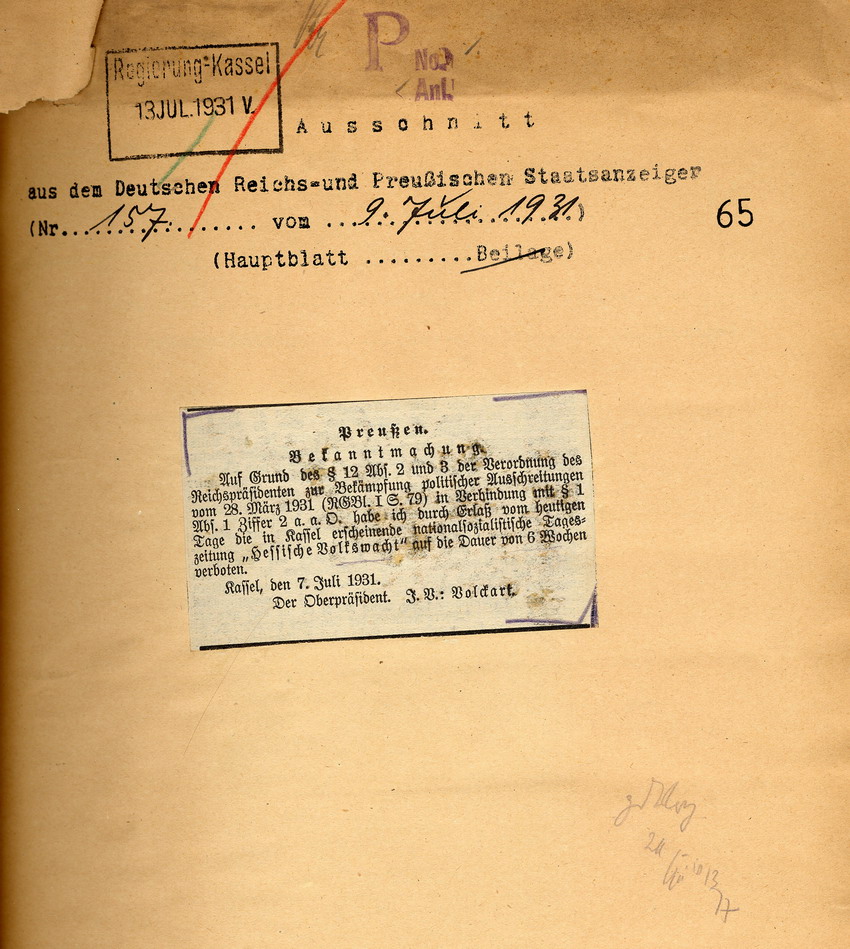 P
No.
Anl.
Regierung-Kassel
13 JUL. 1931 V.
Ausschnitt
aus dem Deutschen Reichs-und Preußischen Staatsanzeiger
(Nr...157................ vom ...9. Juli 1931.)
65
(Hauptblatt .........Beilage)
Preußen.
Bekanntmachung.
Auf Grund des § 12 Abs. 2 und 3 der Verordnung des
Reichspräsidenten zur Bekämpfung politischer Ausschreitungen
vom 28. März 1931 (RGBl. I S. 79) in Verbindung mit § 1
Abs. 1 Ziffer 2 a. a. O. habe ich durch Erlaß vom heutigen
Tage die in Kassel erscheinende nationalsozialistische Tages-
zeitung „Hessische Volkswacht“ auf die Dauer von 6 Wochen
verboten.
Kassel, den 7. Juli 1931.
Der Oberpräsident. J. V.: Volckart.